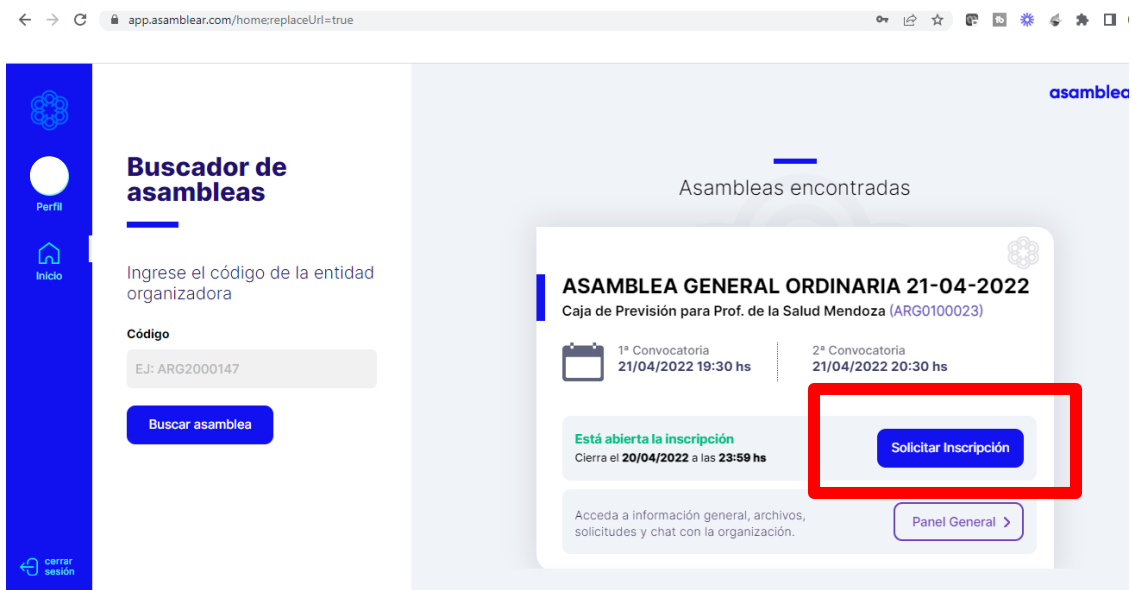 app.asamblear.com/home;replaceUrl=true
Perfil
Inicio
cerrar
sesión
Buscador de
asambleas
Ingrese el código de la entidad
organizadora
Código
EJ: ARG2000147
Buscar asamblea
asamblea
Asambleas encontradas
ASAMBLEA GENERAL ORDINARIA 21-04-2022
Caja de Previsión para Prof. de la Salud Mendoza (ARG0100023)
1ª Convocatoria
21/04/2022 19:30 hs
2ª Convocatoria
21/04/2022 20:30 hs
Está abierta la inscripción
Cierra el 20/04/2022 a las 23:59 hs
Solicitar Inscripción
Acceda a información general, archivos,
solicitudes y chat con la organización.
Panel General